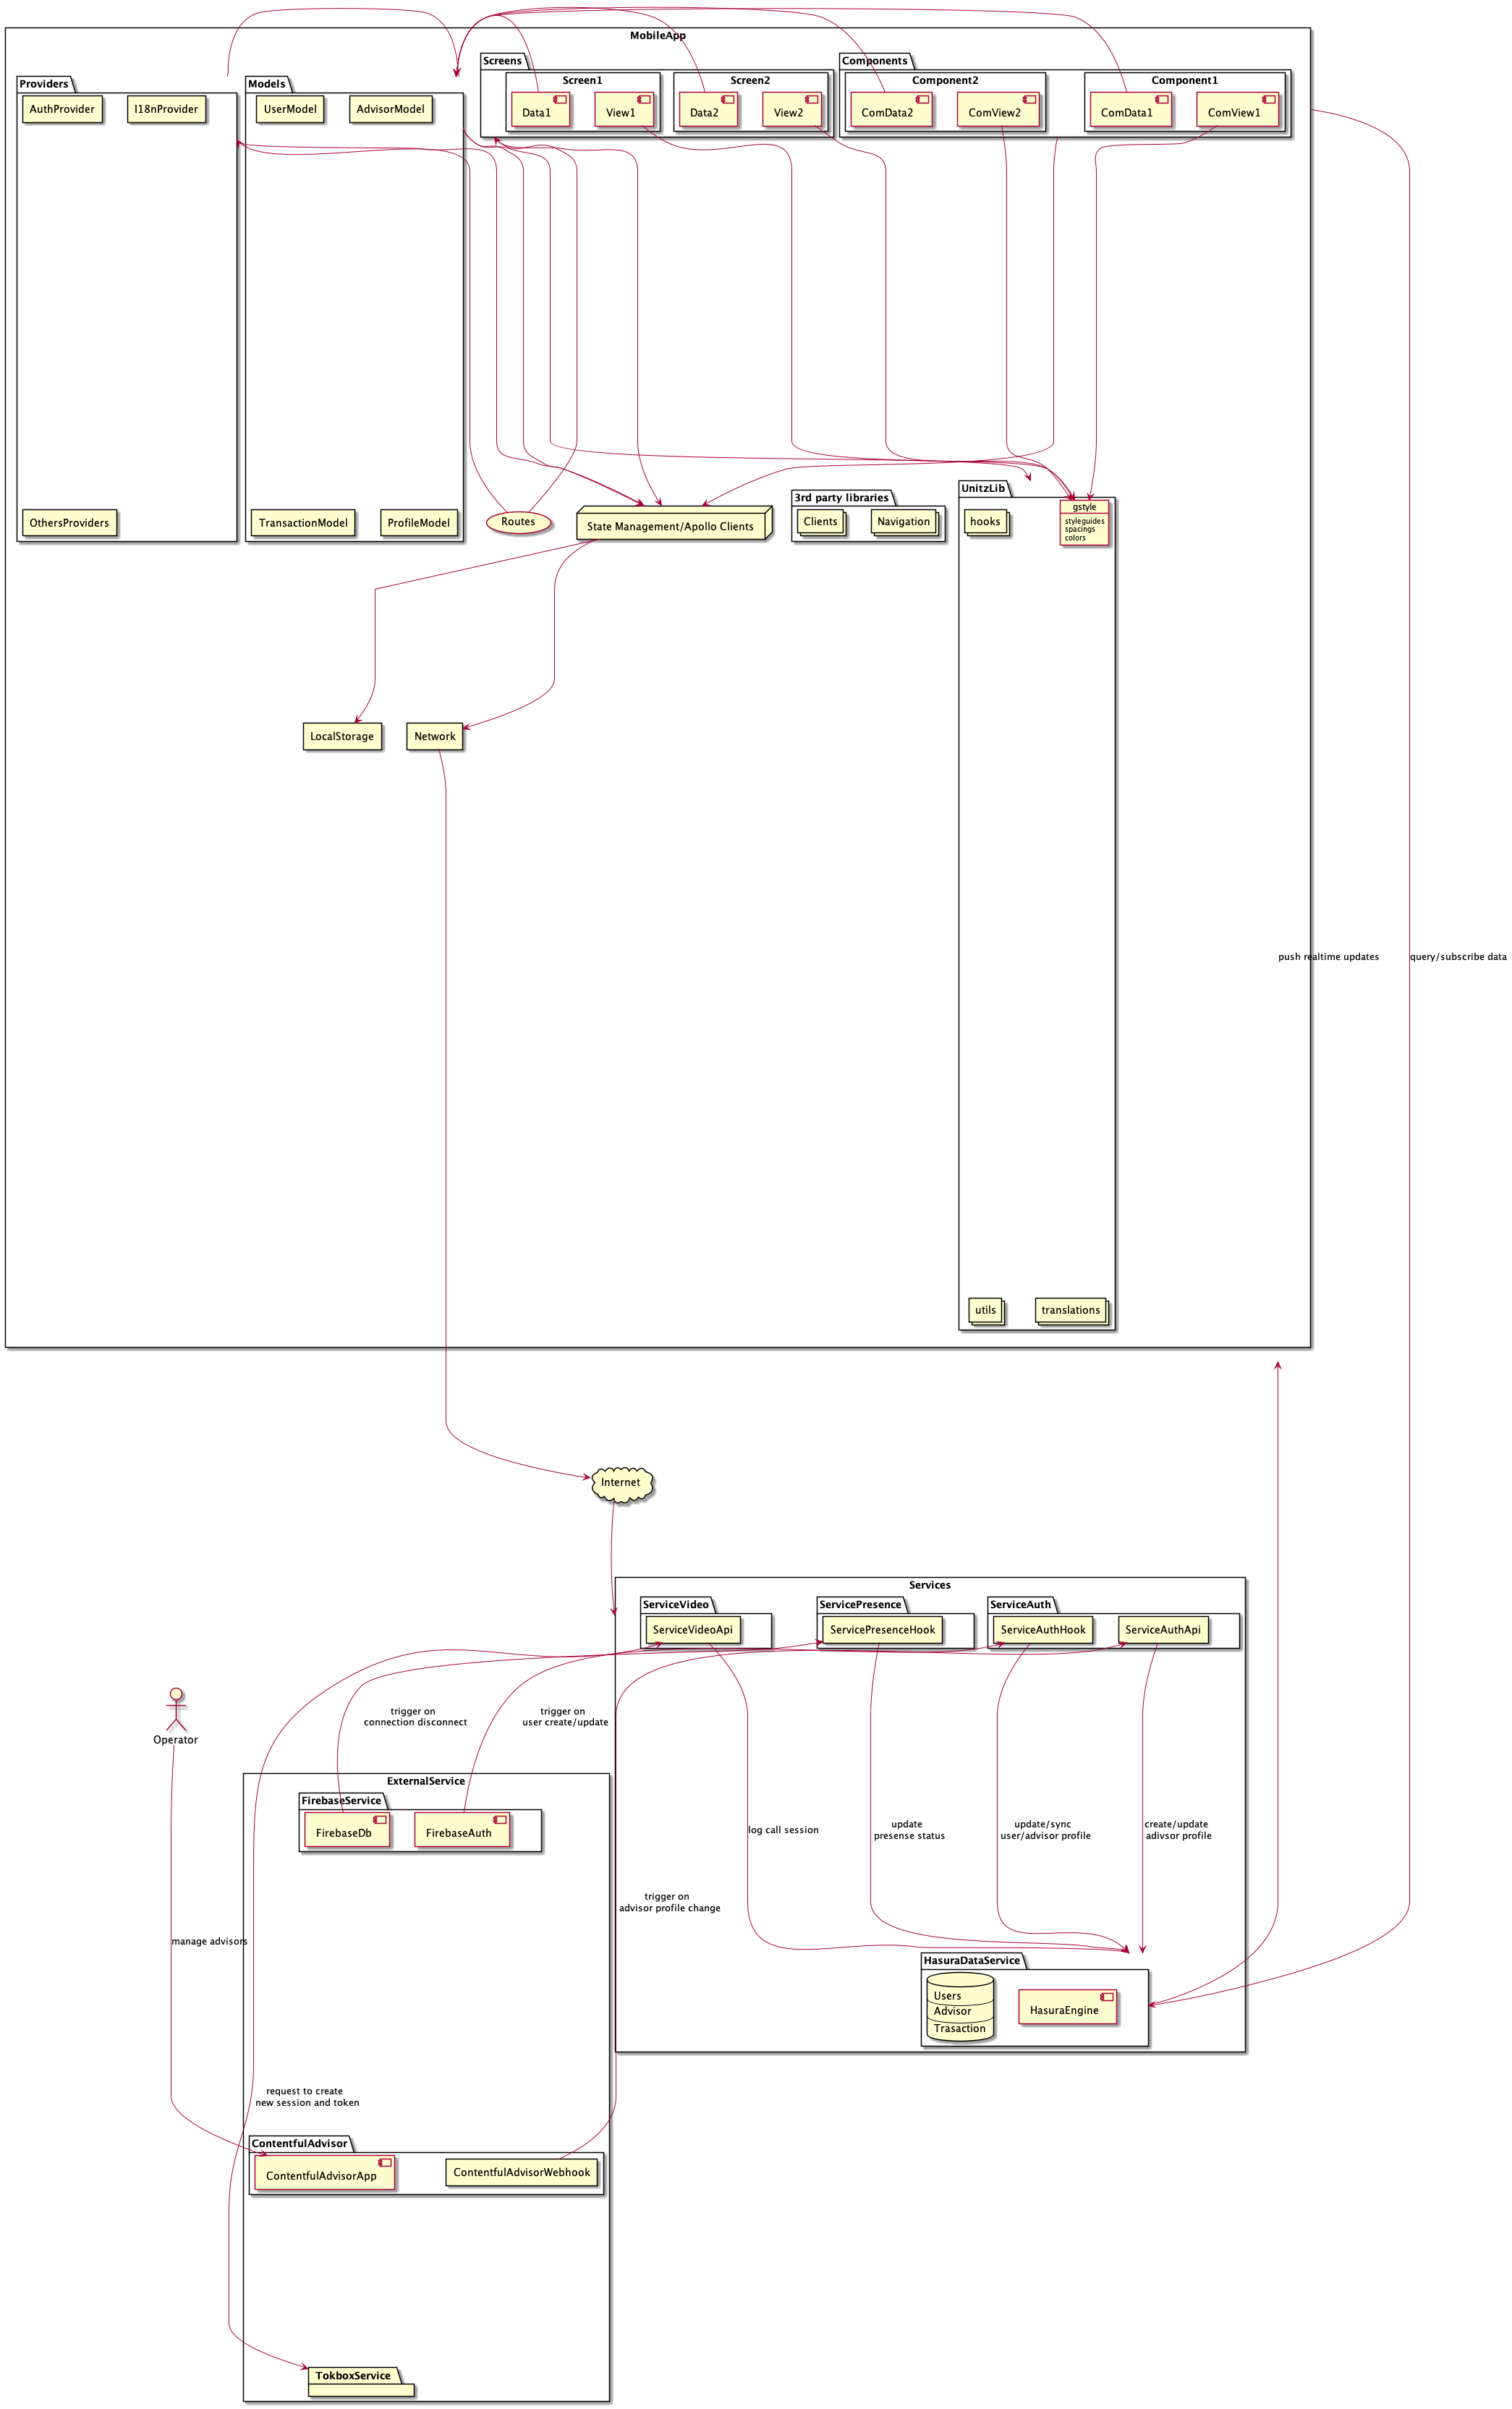 MobileApp
Providers
AuthProvider
I18nProvider
OthersProviders
Models
UserModel
AdvisorModel
TransactionModel
ProfileModel
Screens
Screen1
Data1
View1
Screen2
Data2
View2
Components
Component2
ComData2
ComView2
Component1
ComData1
ComView1
Routes
State Management/Apollo Clients
3rd party libraries
Clients
Navigation
UnitzLib
hooks
gstyle
styleguides
spacings
colors
utils
translations
LocalStorage
Network
push realtime updates
query/subscribe data
Internet
Services
ServiceVideo
ServiceVideoApi
ServicePresence
ServicePresenceHook
ServiceAuth
ServiceAuthHook
ServiceAuthApi
Operator
trigger on
connection disconnect
trigger on
user create/update
ExternalService
FirebaseService
FirebaseDb
FirebaseAuth
log call session
update
presense status
update/sync
user/advisor profile
create/update
adivsor profile
trigger on
advisor profile change
manage advisors
HasuraDataService
Users
Advisor
Trasaction
HasuraEngine
request to create
new session and token
ContentfulAdvisor
ContentfulAdvisorApp
ContentfulAdvisorWebhook
TokboxService